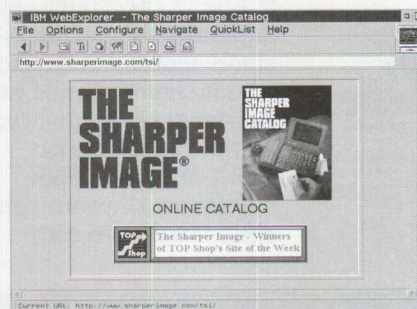 IBM WebExplorer - The Sharper Image Catalog
File Options Configure Navigate QuickList Help
http://www.sharperimage.com/tsi/
THE
SHARPER
IMAGE®
THE
SHARPER
IMAGE
CATALOG
ONLINE CATALOG
TOP
Shop
The Sharper Image - Winners
of TOP Shop's Site of the Week
Current URL: http://www.sharperimage.com/tsi/